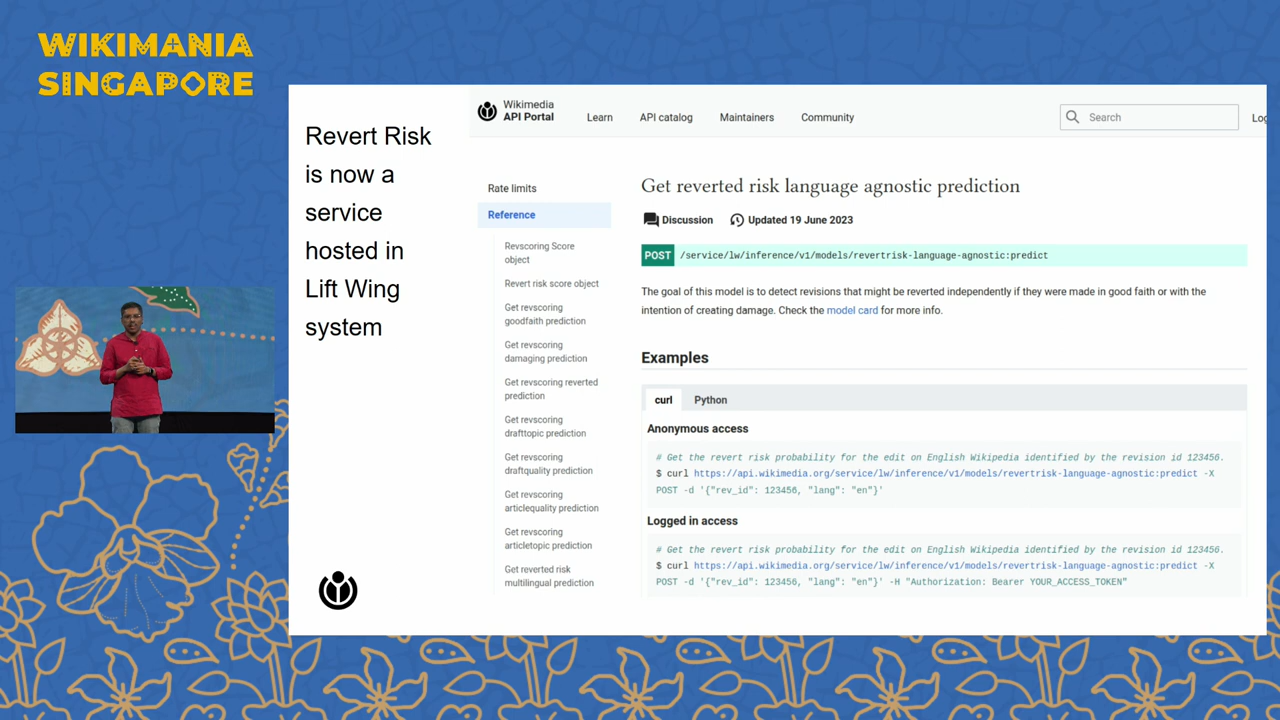 WIKIMANIA
SINGAPORE
Revert Risk
is now a
service
hosted in
Lift Wing
system
Wikimedia
API Portal
Learn
API catalog
Maintainers
Community
Search
Log
Rate limits
Reference
Revscoring Score
object
Revert risk score object
Get revscoring
goodfaith prediction
Get revscoring
damaging prediction
Get revscoring reverted
prediction
Get revscoring
drafttopic prediction
Get revscoring
draftquality prediction
Get revscoring
articlequality prediction
Get revscoring
articletopic prediction
Get reverted risk
multilingual prediction
Get reverted risk language agnostic prediction
Discussion
Updated 19 June 2023
POST /service/lw/inference/v1/models/revertrisk-language-agnostic:predict
The goal of this model is to detect revisions that might be reverted independently if they were made in good faith or with the
intention of creating damage. Check the model card for more info.
Examples
curl
Python
Anonymous access
# Get the revert risk probability for the edit on English Wikipedia identified by the revision id 123456.
$ curl https://api.wikimedia.org/service/lw/inference/v1/models/revertrisk-language-agnostic:predict -X
POST -d '{"rev_id": 123456, "lang": "en"}'
Logged in access
# Get the revert risk probability for the edit on English Wikipedia identified by the revision id 123456.
$ curl https://api.wikimedia.org/service/lw/inference/v1/models/revertrisk-language-agnostic:predict -X
POST -d '{"rev_id": 123456, "lang": "en"}' -H "Authorization: Bearer YOUR_ACCESS_TOKEN"